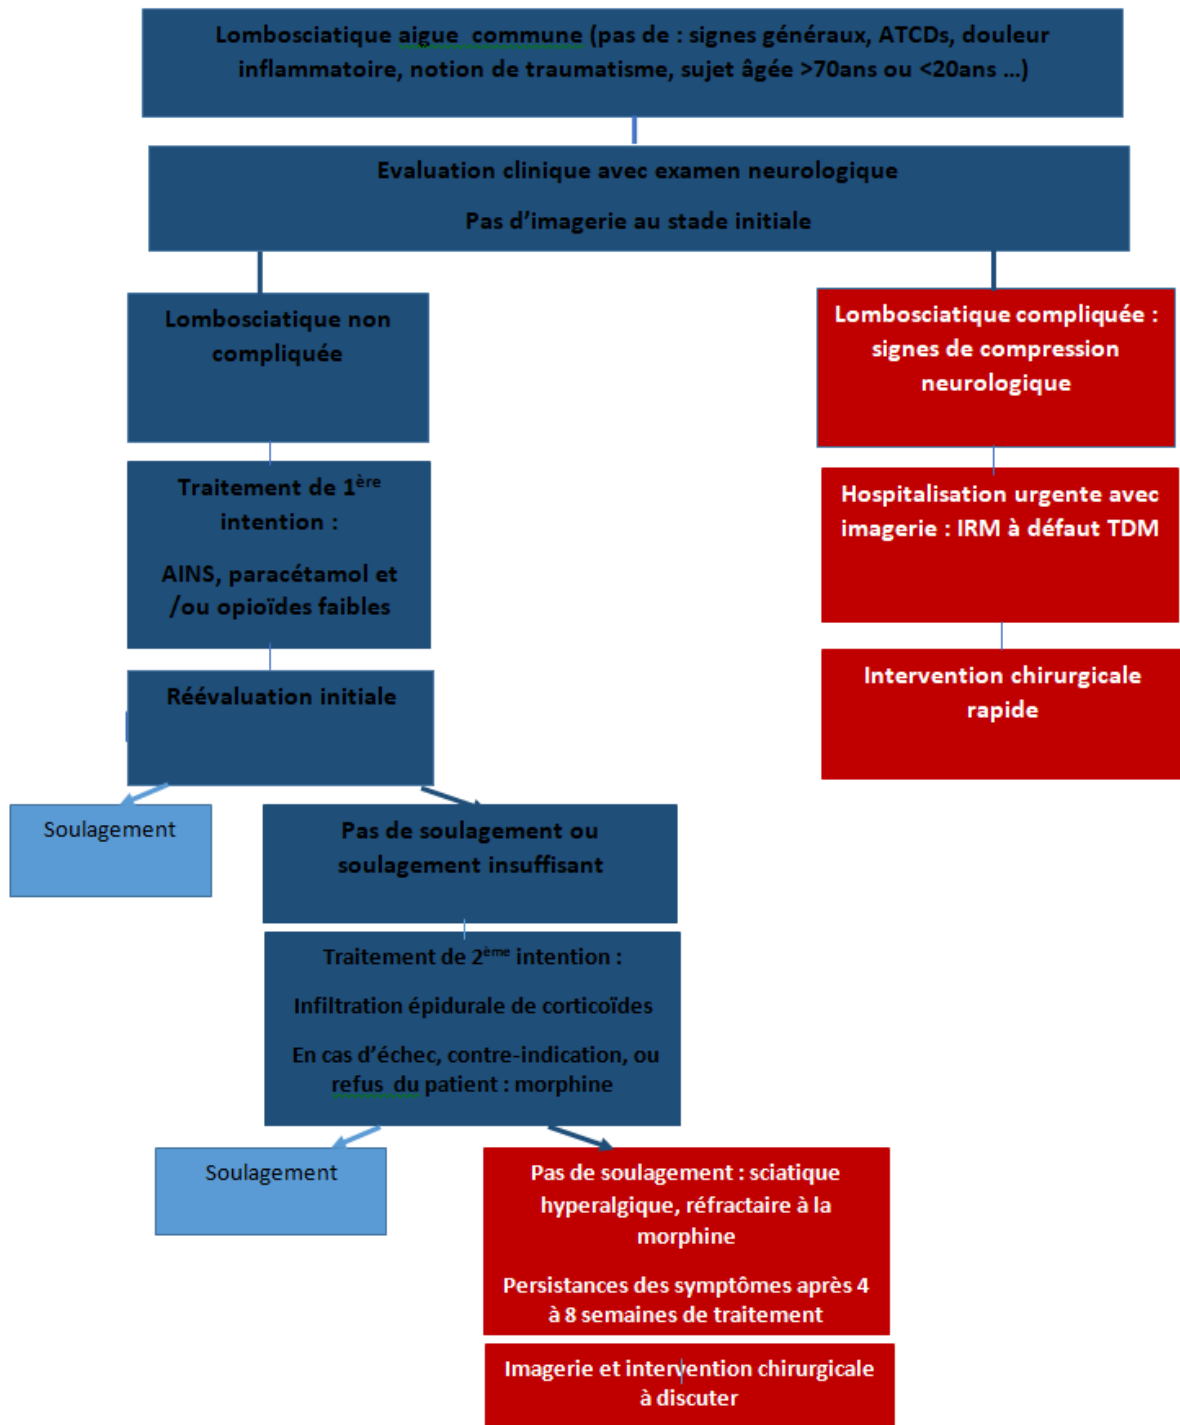 Lombosciatique aigue commune (pas de : signes généraux, ATCDs, douleur
inflammatoire, notion de traumatisme, sujet âgée >70ans ou <20ans ...)
Evaluation clinique avec examen neurologique
Pas d'imagerie au stade initiale
Lombosciatique non
compliquée
Lombosciatique compliquée :
signes de compression
neurologique
Traitement de 1ère
intention :
AINS, paracétamol et
/ou opioïdes faibles
Hospitalisation urgente avec
imagerie : IRM à défaut TDM
Réévaluation initiale
Intervention chirurgicale
rapide
Soulagement
Pas de soulagement ou
soulagement insuffisant
Traitement de 2ème intention :
Infiltration épidurale de corticoïdes
En cas d'échec, contre-indication, ou
refus du patient : morphine
Soulagement
Pas de soulagement : sciatique
hyperalgique, réfractaire à la
morphine
Persistances des symptômes après 4
à 8 semaines de traitement
Imagerie et intervention chirurgicale
à discuter